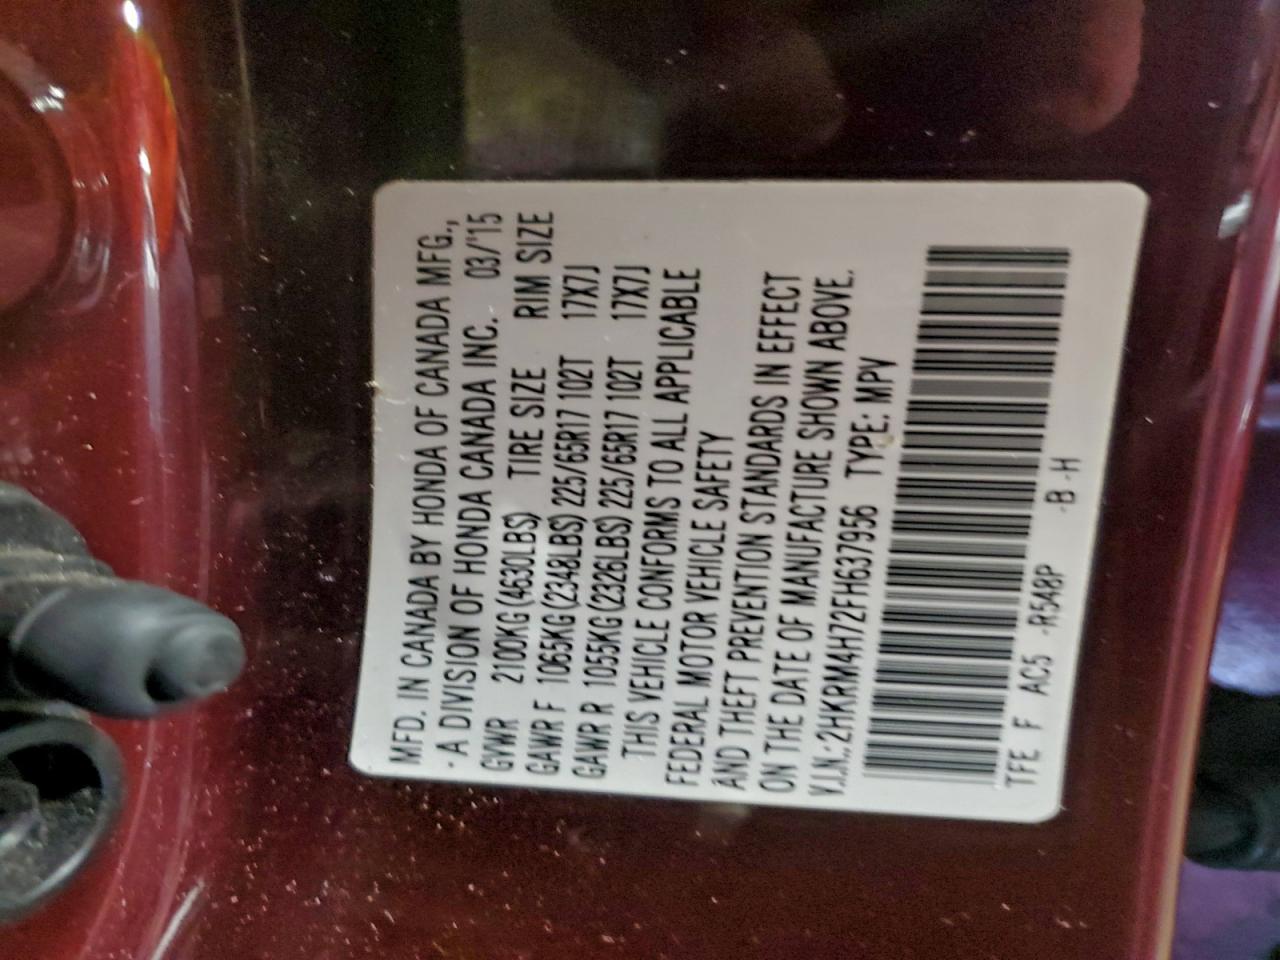 MFD. IN CANADA BY HONDA OF CANADA MFG.,
- A DIVISION OF HONDA CANADA INC. 03/'15
GVWR 2100KG (4630LBS) TIRE SIZE RIM SIZE
GAWR F 1065KG (2348LBS) 225/65R17 102T 17X7J
GAWR R 1055KG (2326LBS) 225/65R17 102T 17X7J
THIS VEHICLE CONFORMS TO ALL APPLICABLE
FEDERAL MOTOR VEHICLE SAFETY
AND THEFT PREVENTION STANDARDS IN EFFECT
ON THE DATE OF MANUFACTURE SHOWN ABOVE.
V.I.N.: 2HKRM4H72FH637956 TYPE: MPV
TFE F AC5 -R548P -B -H